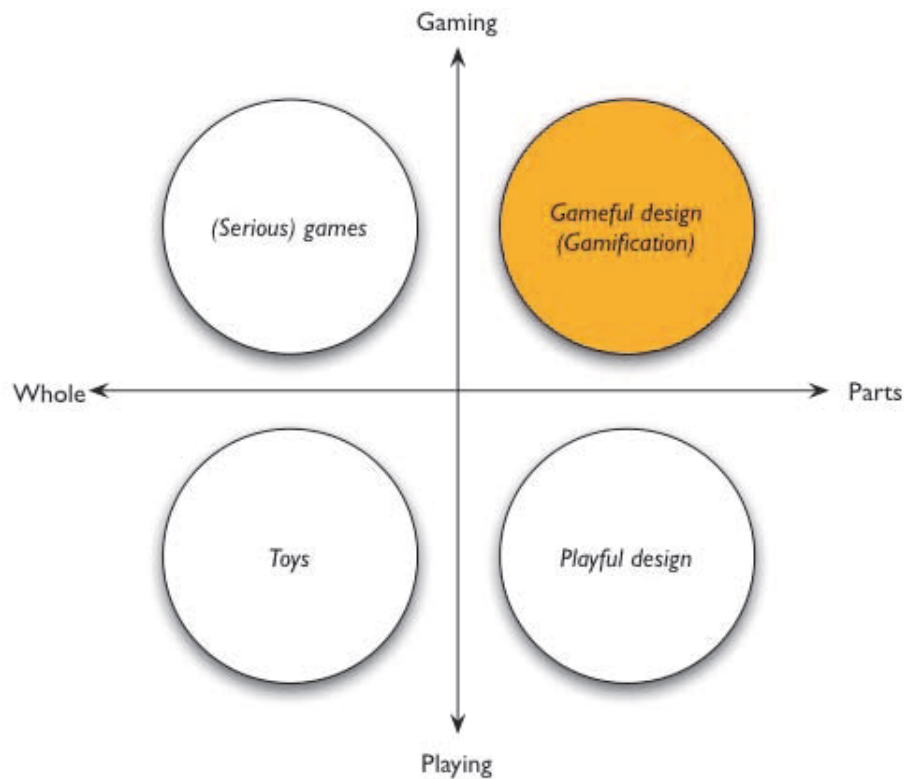 Gaming
(Serious) games
Gameful design
(Gamification)
Whole
Parts
Toys
Playful design
Playing